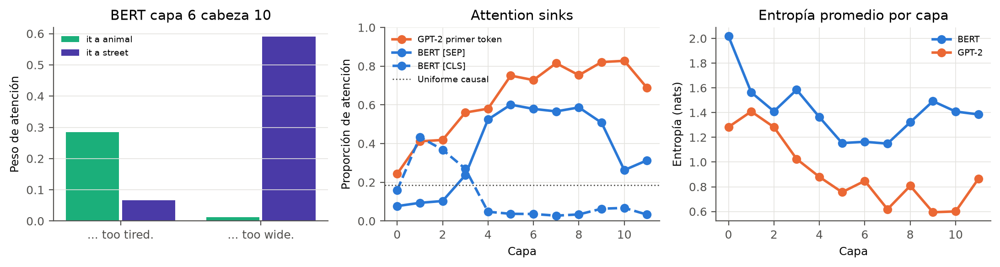 BERT capa 6 cabeza 10
it a animal
it a street
Peso de atención
0.6
0.5
0.4
0.3
0.2
0.1
0.0
... too tired.
... too wide.
Attention sinks
GPT-2 primer token
BERT [SEP]
BERT [CLS]
Uniforme causal
Proporción de atención
1.0
0.8
0.6
0.4
0.2
0.0
0 2 4 6 8 10
Capa
Entropía promedio por capa
BERT
GPT-2
Entropía (nats)
2.0
1.8
1.6
1.4
1.2
1.0
0.8
0.6
0 2 4 6 8 10
Capa